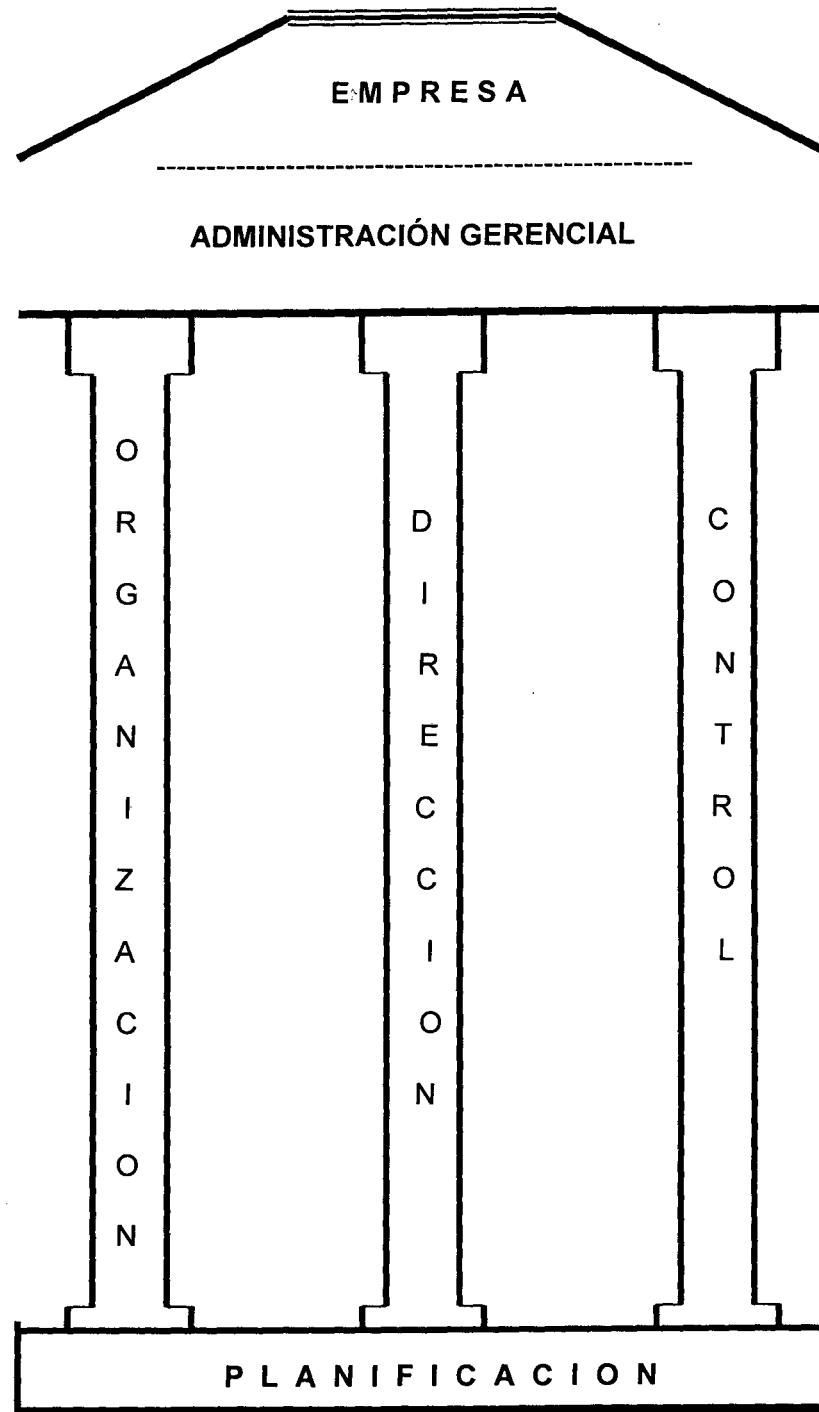 EMPRESA
ADMINISTRACIÓN GERENCIAL
ORGANIZACION
DIRECCION
CONTROL
PLANIFICACION